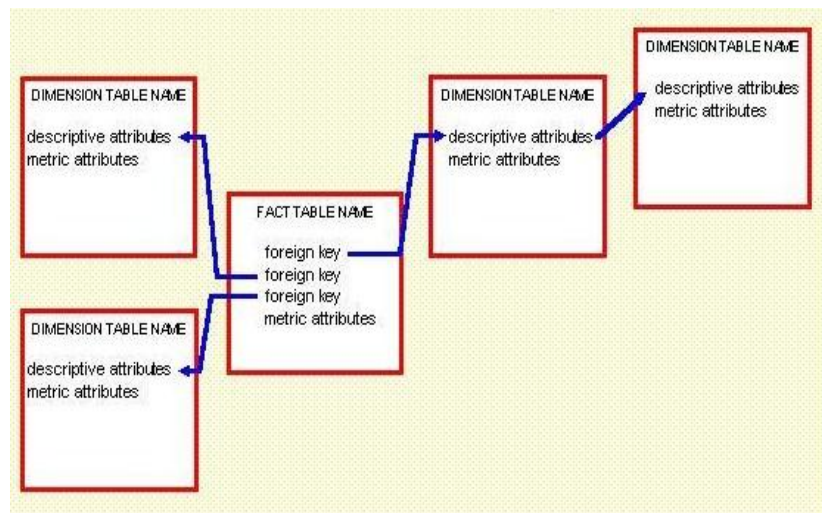 DIMENSION TABLE NAME
descriptive attributes
metric attributes
DIMENSION TABLE NAME
descriptive attributes
metric attributes
DIMENSION TABLE NAME
descriptive attributes
metric attributes
FACT TABLE NAME
foreign key
foreign key
foreign key
metric attributes
DIMENSION TABLE NAME
descriptive attributes
metric attributes